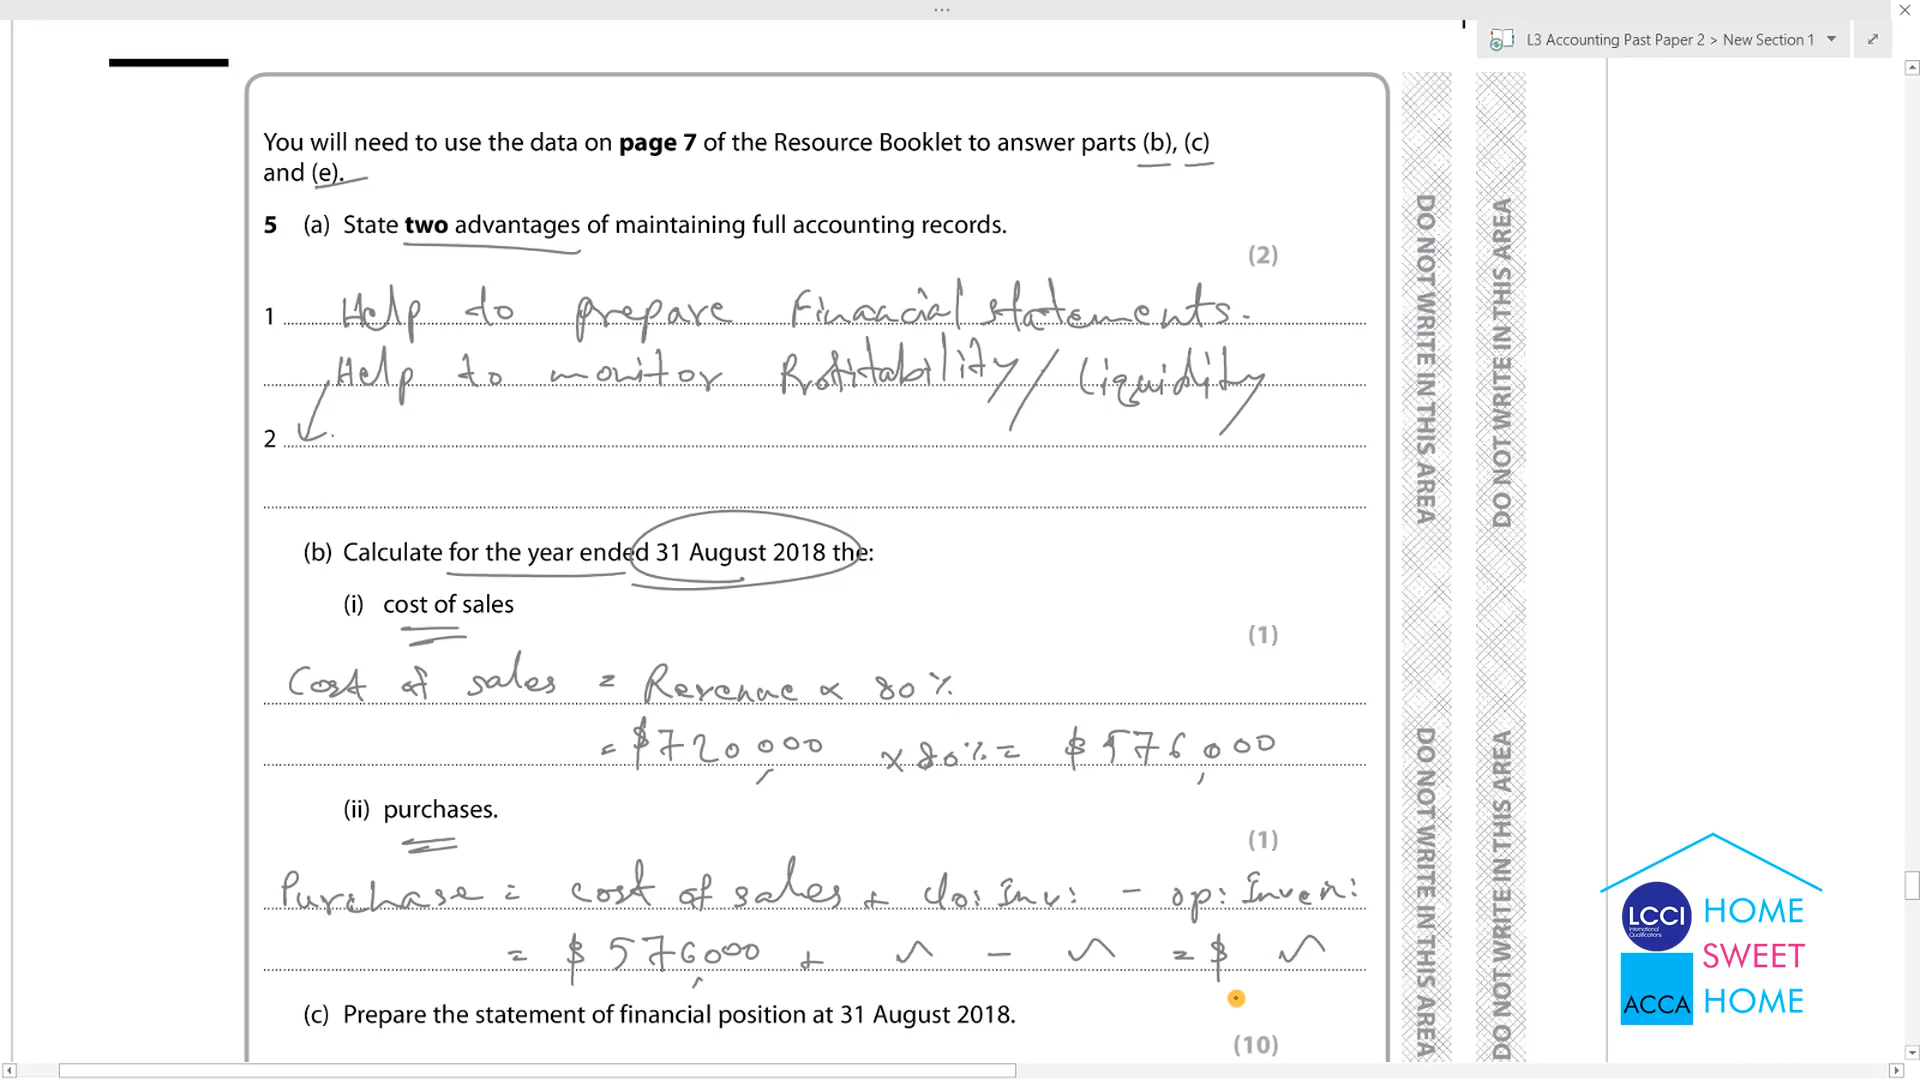 L3 Accounting Past Paper 2 > New Section 1
You will need to use the data on page 7 of the Resource Booklet to answer parts (b), (c)
and (e).
5 (a) State two advantages of maintaining full accounting records.
(2)
1 Help to prepare Financial statements.
Help to monitor Profitability / Liquidity
2
(b) Calculate for the year ended 31 August 2018 the:
(i) cost of sales
(1)
Cost of sales = Revenue × 80%
= $720,000 × 80% = $576,000
(ii) purchases.
(1)
Purchase = cost of sales + clo: Inv: - op: Inven:
= $576,000 + - = $
(c) Prepare the statement of financial position at 31 August 2018.
(10)
DO NOT WRITE IN THIS AREA
DO NOT WRITE IN THIS AREA
DO NOT WRITE IN THIS AREA
DO NOT WRITE IN THIS AREA
LCCI
International
Qualifications
ACCA
HOME
SWEET
HOME